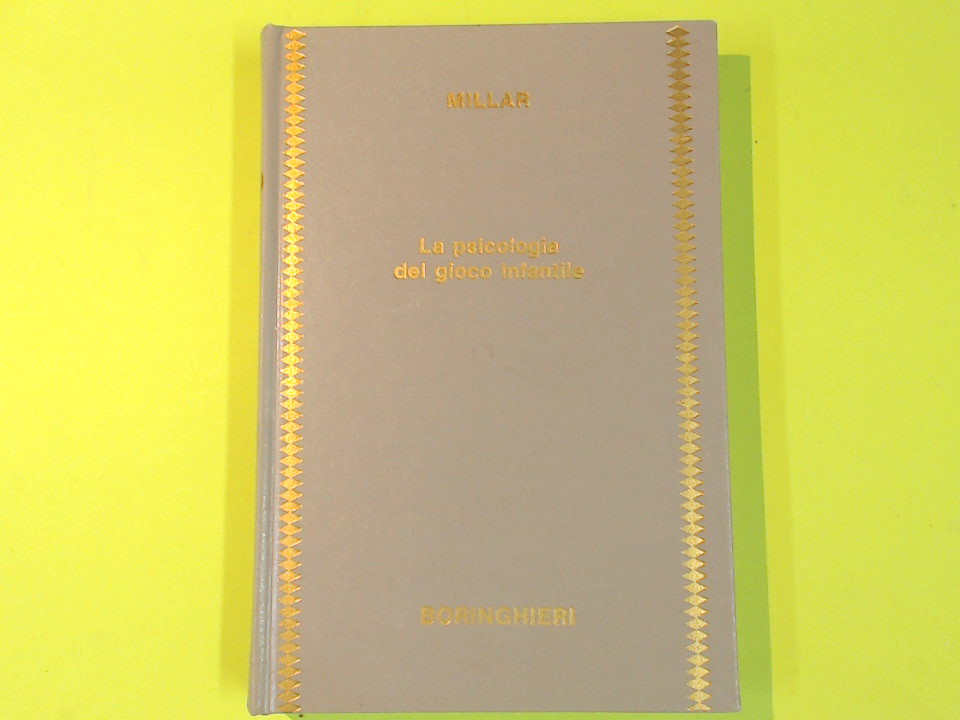 MILLAR
La psicologia
del gioco infantile
BORINGHIERI